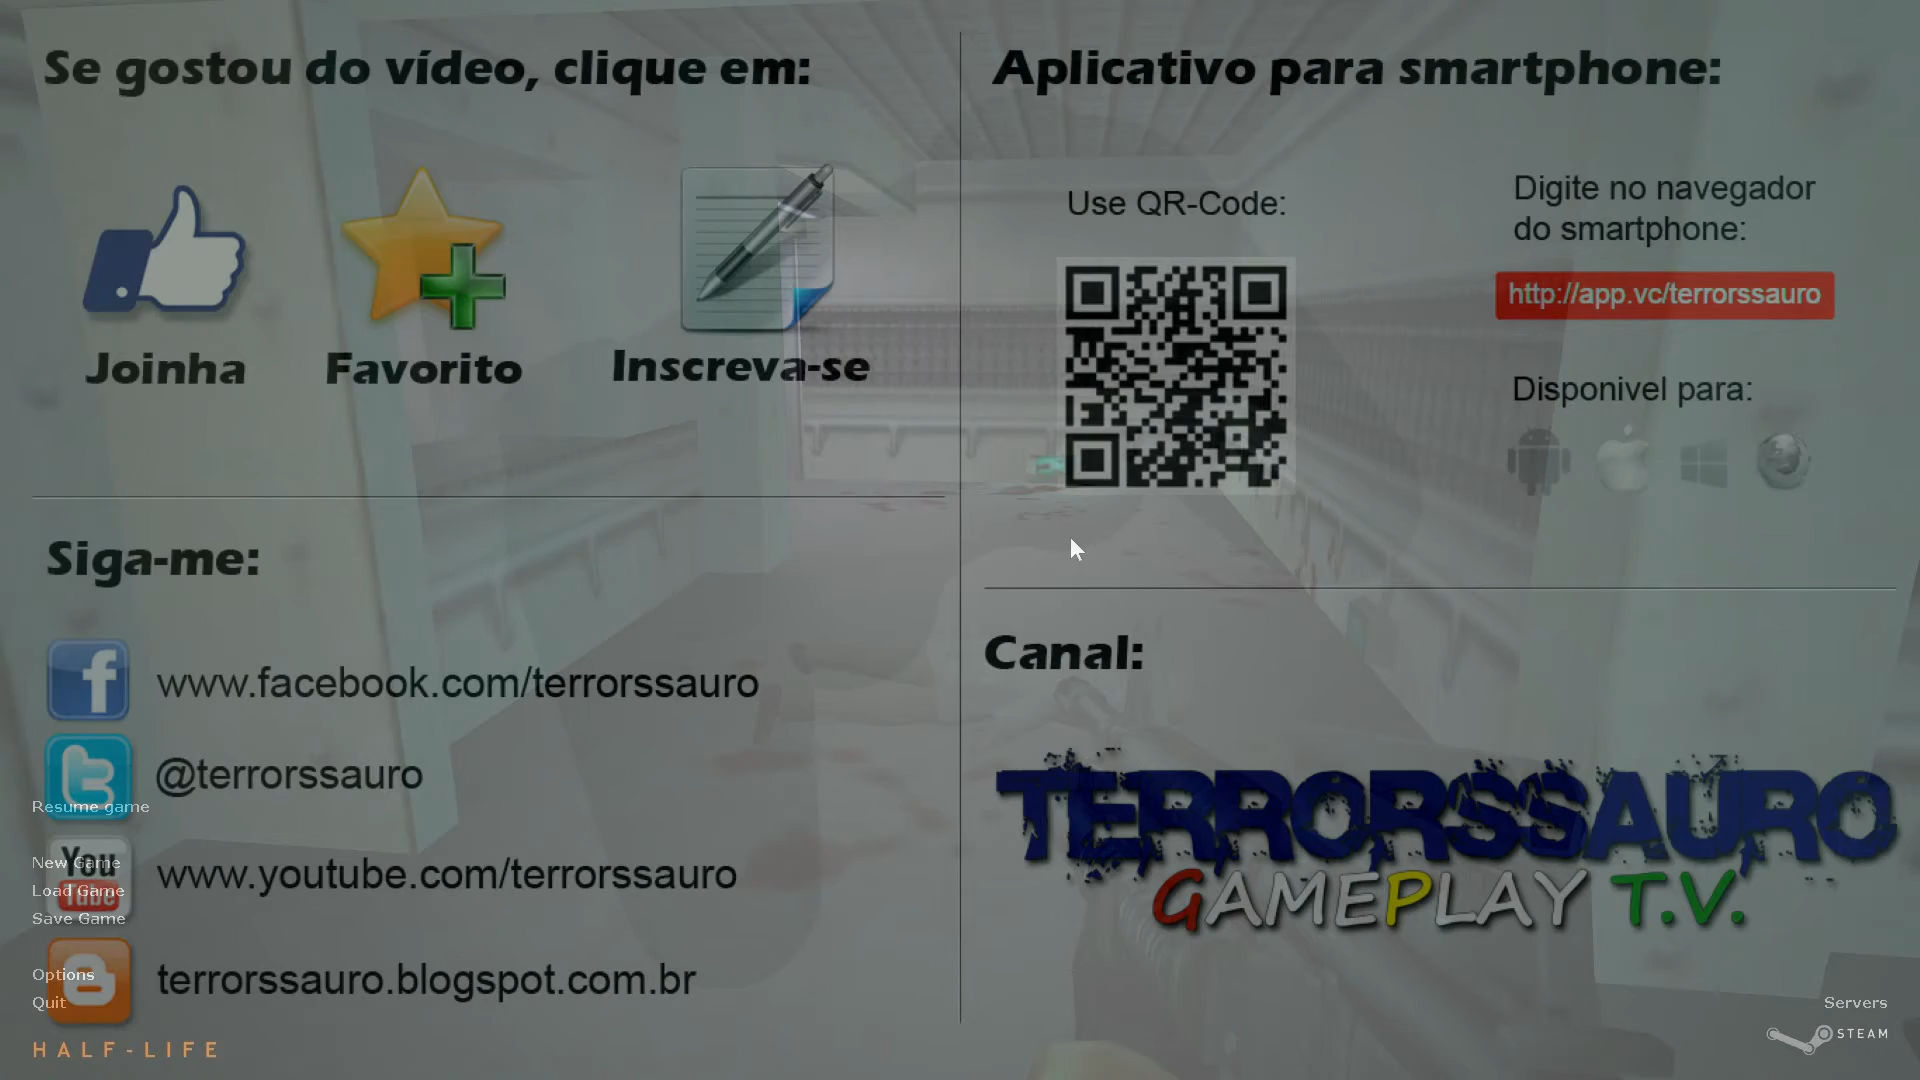 Se gostou do vídeo, clique em:
Joinha
Favorito
Inscreva-se
Siga-me:
www.facebook.com/terrorssauro
@terrorssauro
You
Tube
www.youtube.com/terrorssauro
terrorssauro.blogspot.com.br
Resume game
New Game
Load Game
Save Game
Options
Quit
HALF-LIFE
Aplicativo para smartphone:
Use QR-Code:
Digite no navegador
do smartphone:
http://app.vc/terrorssauro
Disponivel para:
Canal:
TERRORSSAURO
GAMEPLAY T.V.
Servers
STEAM